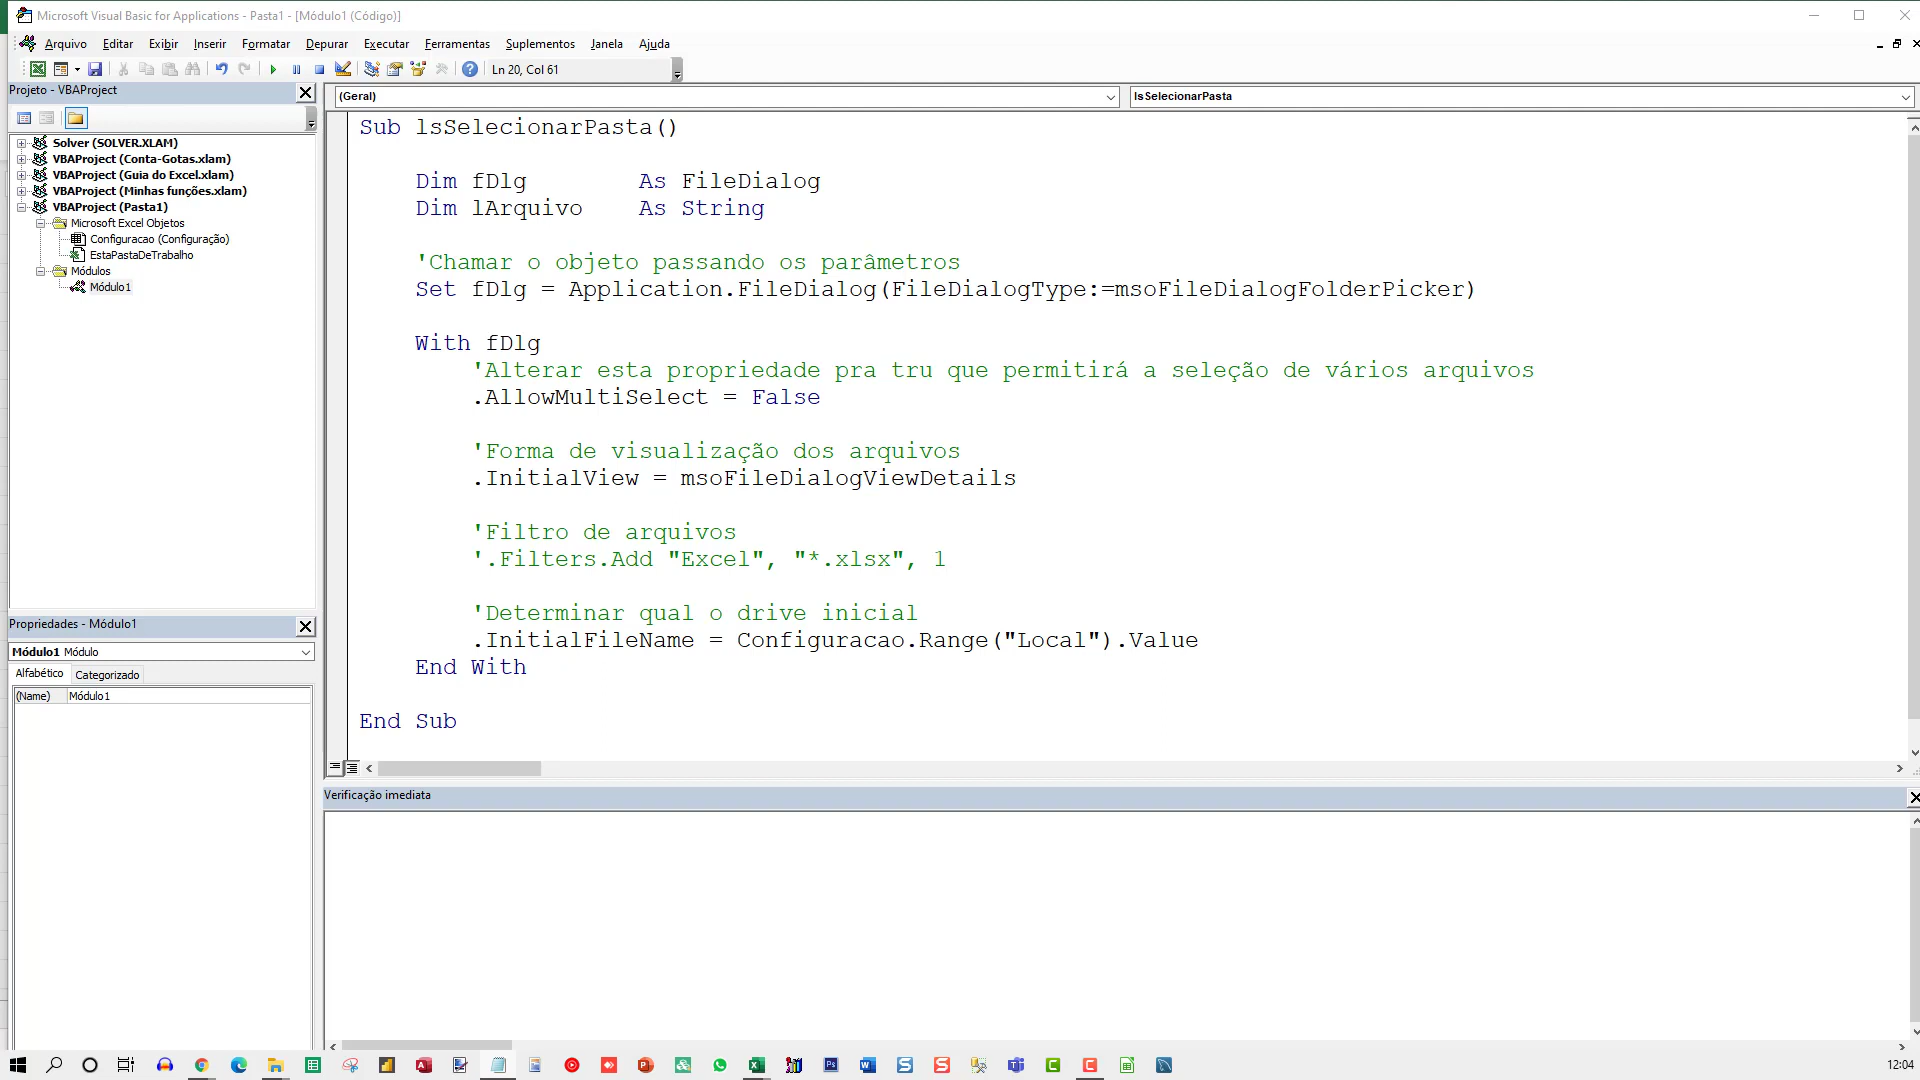 Microsoft Visual Basic for Applications - Pasta1 - [Módulo1 (Código)]
Arquivo Editar Exibir Inserir Formatar Depurar Executar Ferramentas Suplementos Janela Ajuda
Ln 20, Col 61
Projeto - VBAProject
(Geral)
lsSelecionarPasta
Solver (SOLVER.XLAM)
VBAProject (Conta-Gotas.xlam)
VBAProject (Guia do Excel.xlam)
VBAProject (Minhas funções.xlam)
VBAProject (Pasta1)
Microsoft Excel Objetos
Configuracao (Configuração)
EstaPastaDeTrabalho
Módulos
Módulo1
Propriedades - Módulo1
Módulo1 Módulo
Alfabético Categorizado
(Name) Módulo1
Sub lsSelecionarPasta()
Dim fDlg As FileDialog
Dim lArquivo As String
'Chamar o objeto passando os parâmetros
Set fDlg = Application.FileDialog(FileDialogType:=msoFileDialogFolderPicker)
With fDlg
'Alterar esta propriedade pra tru que permitirá a seleção de vários arquivos
.AllowMultiSelect = False
'Forma de visualização dos arquivos
.InitialView = msoFileDialogViewDetails
'Filtro de arquivos
'.Filters.Add "Excel", "*.xlsx", 1
'Determinar qual o drive inicial
.InitialFileName = Configuracao.Range("Local").Value
End With
End Sub
Verificação imediata
12:04